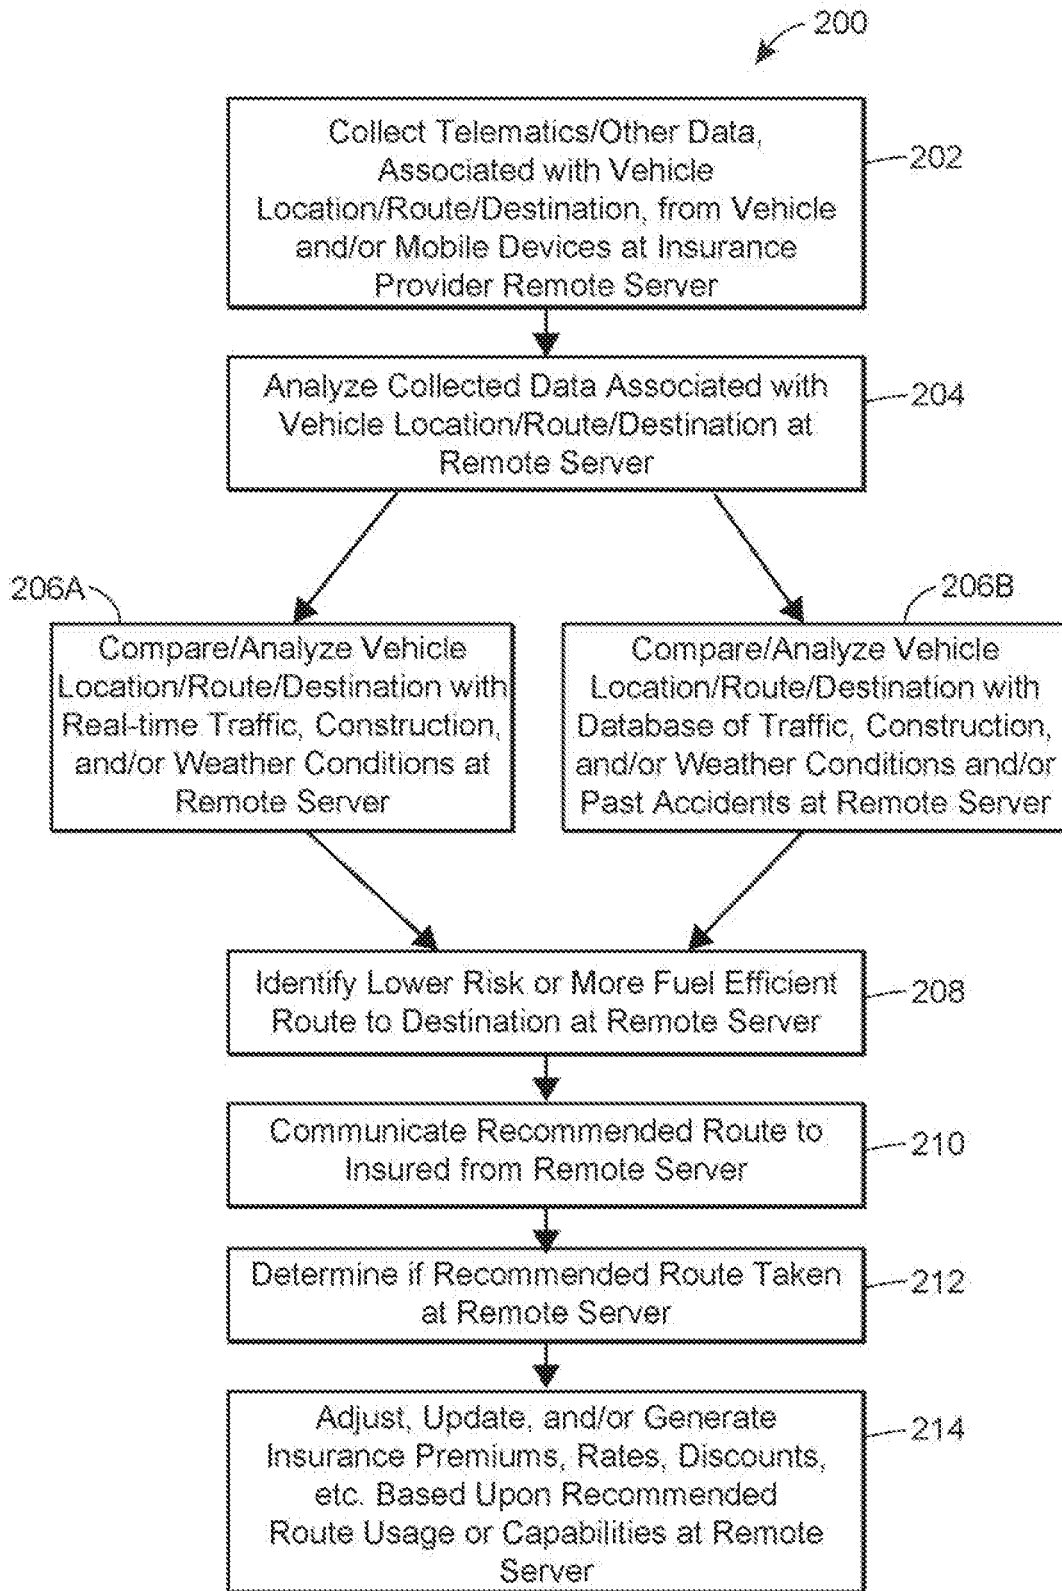 200
Collect Telematics/Other Data,
Associated with Vehicle
Location/Route/Destination, from Vehicle
and/or Mobile Devices at Insurance
Provider Remote Server
202
Analyze Collected Data Associated with
Vehicle Location/Route/Destination at
Remote Server
204
206A
Compare/Analyze Vehicle
Location/Route/Destination with
Real-time Traffic, Construction,
and/or Weather Conditions at
Remote Server
206B
Compare/Analyze Vehicle
Location/Route/Destination with
Database of Traffic, Construction,
and/or Weather Conditions and/or
Past Accidents at Remote Server
Identify Lower Risk or More Fuel Efficient
Route to Destination at Remote Server
208
Communicate Recommended Route to
Insured from Remote Server
210
Determine if Recommended Route Taken
at Remote Server
212
Adjust, Update, and/or Generate
Insurance Premiums, Rates, Discounts,
etc. Based Upon Recommended
Route Usage or Capabilities at Remote
Server
214